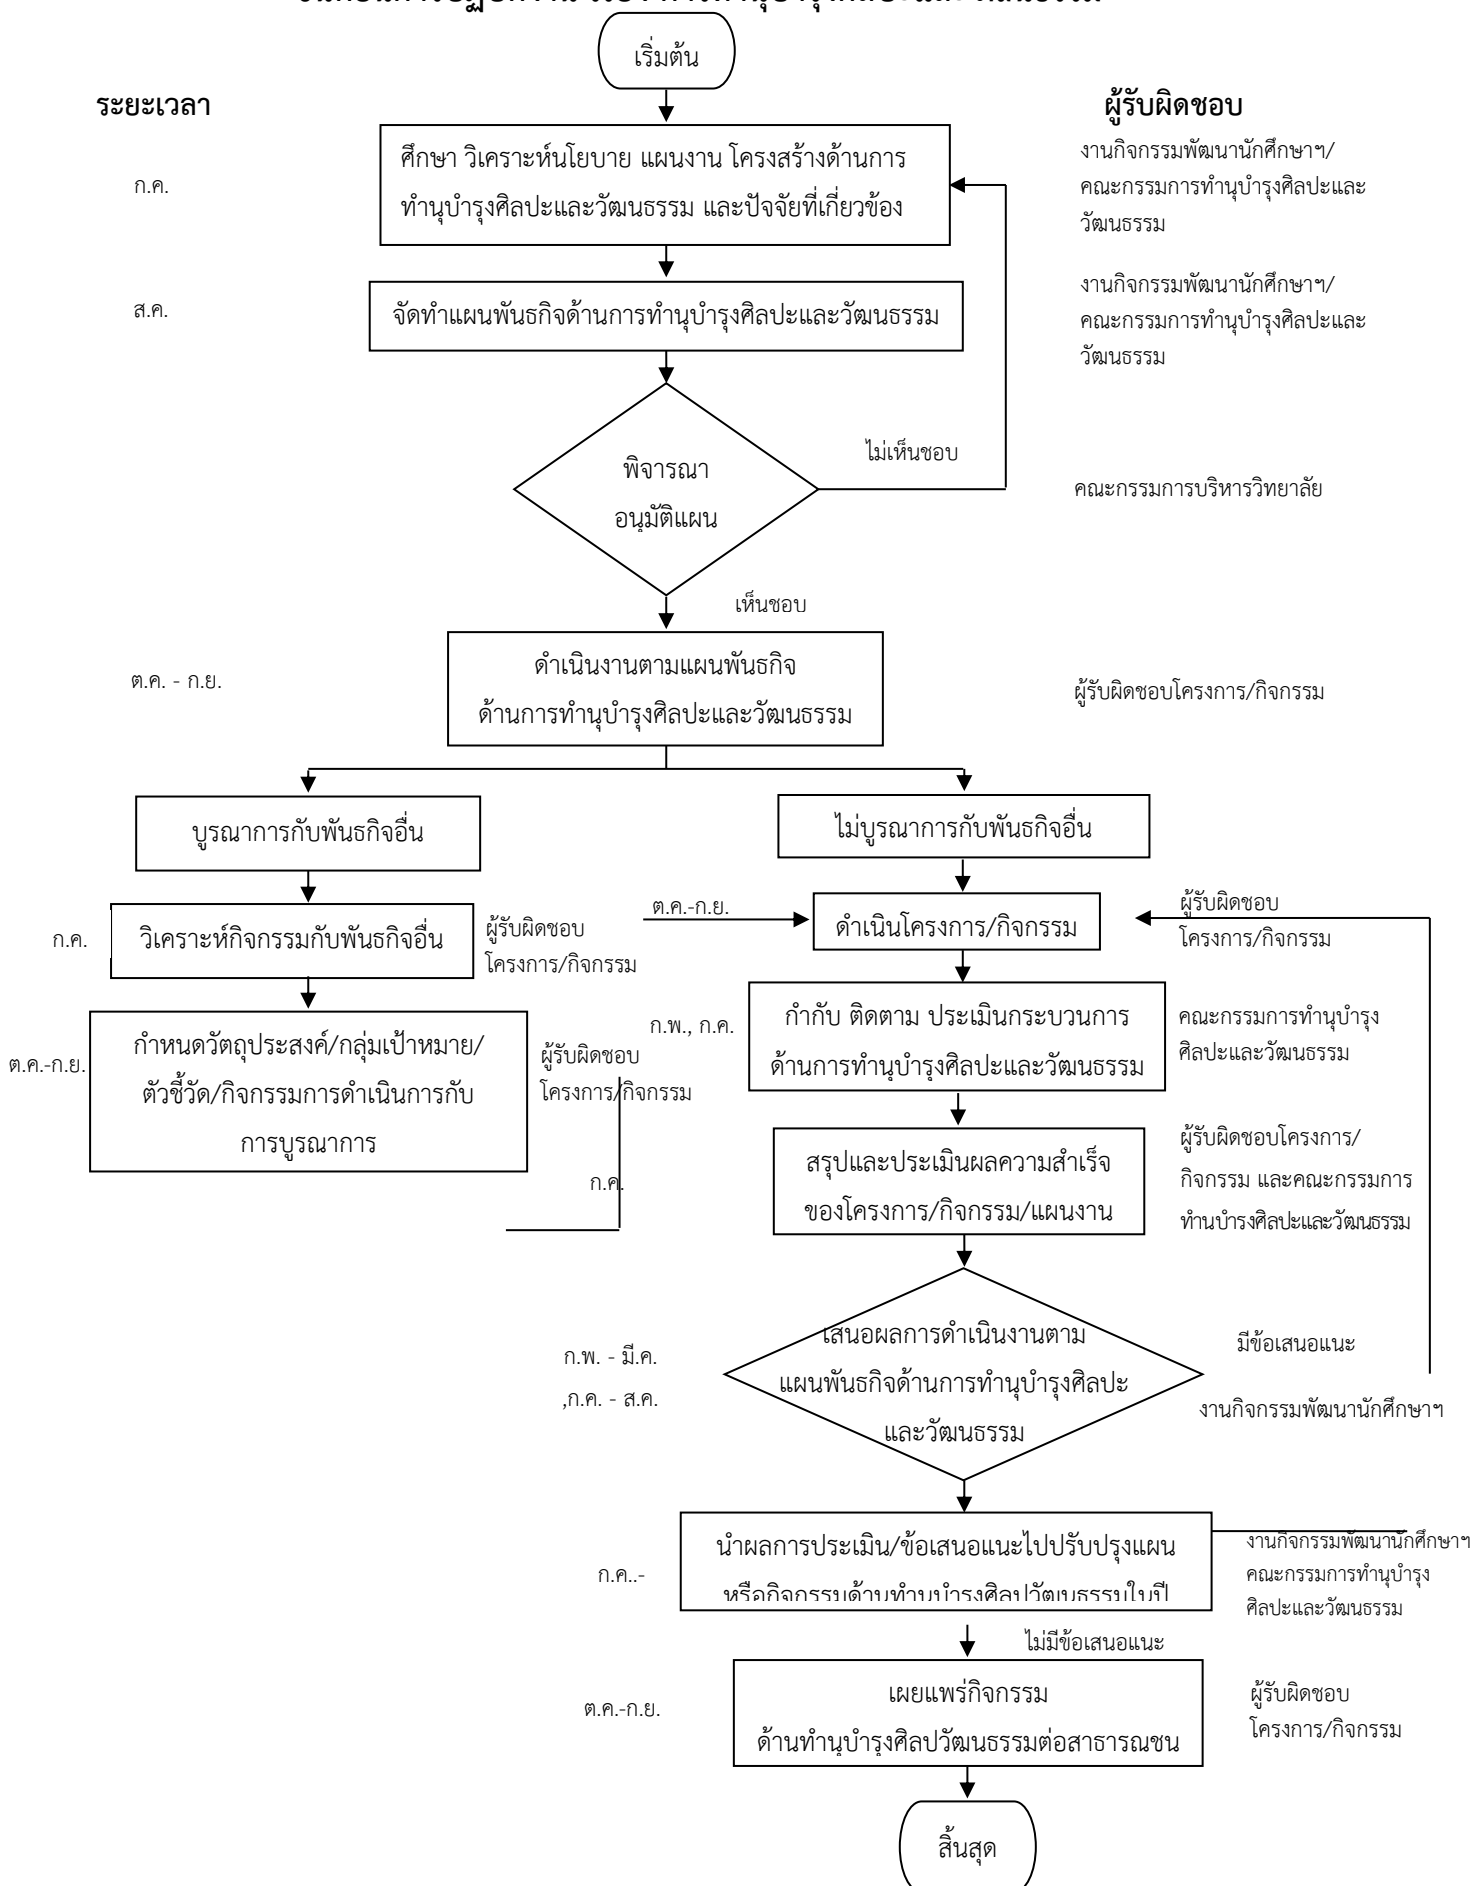 เริ่มต้น
ระยะเวลา
ผู้รับผิดชอบ
ก.ค.
ศึกษา วิเคราะห์นโยบาย แผนงาน โครงสร้างด้านการ
ทำนุบำรุงศิลปะและวัฒนธรรม และปัจจัยที่เกี่ยวข้อง
งานกิจกรรมพัฒนานักศึกษาฯ/
คณะกรรมการทำนุบำรุงศิลปะและ
วัฒนธรรม
ส.ค.
จัดทำแผนพันธกิจด้านการทำนุบำรุงศิลปะและวัฒนธรรม
งานกิจกรรมพัฒนานักศึกษาฯ/
คณะกรรมการทำนุบำรุงศิลปะและ
วัฒนธรรม
พิจารณา
อนุมัติแผน
ไม่เห็นชอบ
คณะกรรมการบริหารวิทยาลัย
เห็นชอบ
ต.ค. - ก.ย.
ดำเนินงานตามแผนพันธกิจ
ด้านการทำนุบำรุงศิลปะและวัฒนธรรม
ผู้รับผิดชอบโครงการ/กิจกรรม
บูรณาการกับพันธกิจอื่น
ไม่บูรณาการกับพันธกิจอื่น
ก.ค.
วิเคราะห์กิจกรรมกับพันธกิจอื่น
ผู้รับผิดชอบ
โครงการ/กิจกรรม
ต.ค.-ก.ย.
ดำเนินโครงการ/กิจกรรม
ผู้รับผิดชอบ
โครงการ/กิจกรรม
ต.ค.-ก.ย.
กำหนดวัตถุประสงค์/กลุ่มเป้าหมาย/
ตัวชี้วัด/กิจกรรมการดำเนินการกับ
การบูรณาการ
ผู้รับผิดชอบ
โครงการ/กิจกรรม
ก.ค.
ก.พ., ก.ค.
กำกับ ติดตาม ประเมินกระบวนการ
ด้านการทำนุบำรุงศิลปะและวัฒนธรรม
คณะกรรมการทำนุบำรุง
ศิลปะและวัฒนธรรม
สรุปและประเมินผลความสำเร็จ
ของโครงการ/กิจกรรม/แผนงาน
ผู้รับผิดชอบโครงการ/
กิจกรรม และคณะกรรมการ
ทำนุบำรุงศิลปะและวัฒนธรรม
ก.พ. - มี.ค.
,ก.ค. - ส.ค.
เสนอผลการดำเนินงานตาม
แผนพันธกิจด้านการทำนุบำรุงศิลปะ
และวัฒนธรรม
มีข้อเสนอแนะ
งานกิจกรรมพัฒนานักศึกษาฯ
ก.ค..-
นำผลการประเมิน/ข้อเสนอแนะไปปรับปรุงแผน
หรือกิจกรรมด้านทำนุบำรุงศิลปวัฒนธรรมในปี
งานกิจกรรมพัฒนานักศึกษาฯ
คณะกรรมการทำนุบำรุง
ศิลปะและวัฒนธรรม
ไม่มีข้อเสนอแนะ
ต.ค.-ก.ย.
เผยแพร่กิจกรรม
ด้านทำนุบำรุงศิลปวัฒนธรรมต่อสาธารณชน
ผู้รับผิดชอบ
โครงการ/กิจกรรม
สิ้นสุด